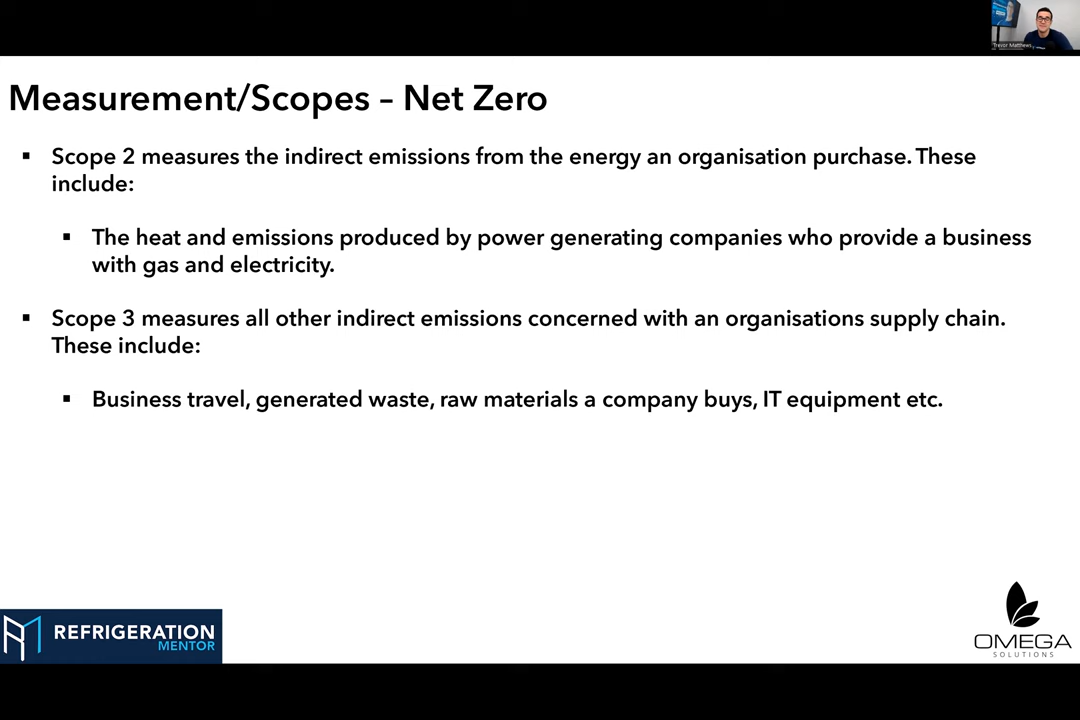 Trevor Matthews
Measurement/Scopes – Net Zero
▪ Scope 2 measures the indirect emissions from the energy an organisation purchase. These
include:
▪ The heat and emissions produced by power generating companies who provide a business
with gas and electricity.
▪ Scope 3 measures all other indirect emissions concerned with an organisations supply chain.
These include:
▪ Business travel, generated waste, raw materials a company buys, IT equipment etc.
REFRIGERATION
MENTOR
OMEGA
SOLUTIONS